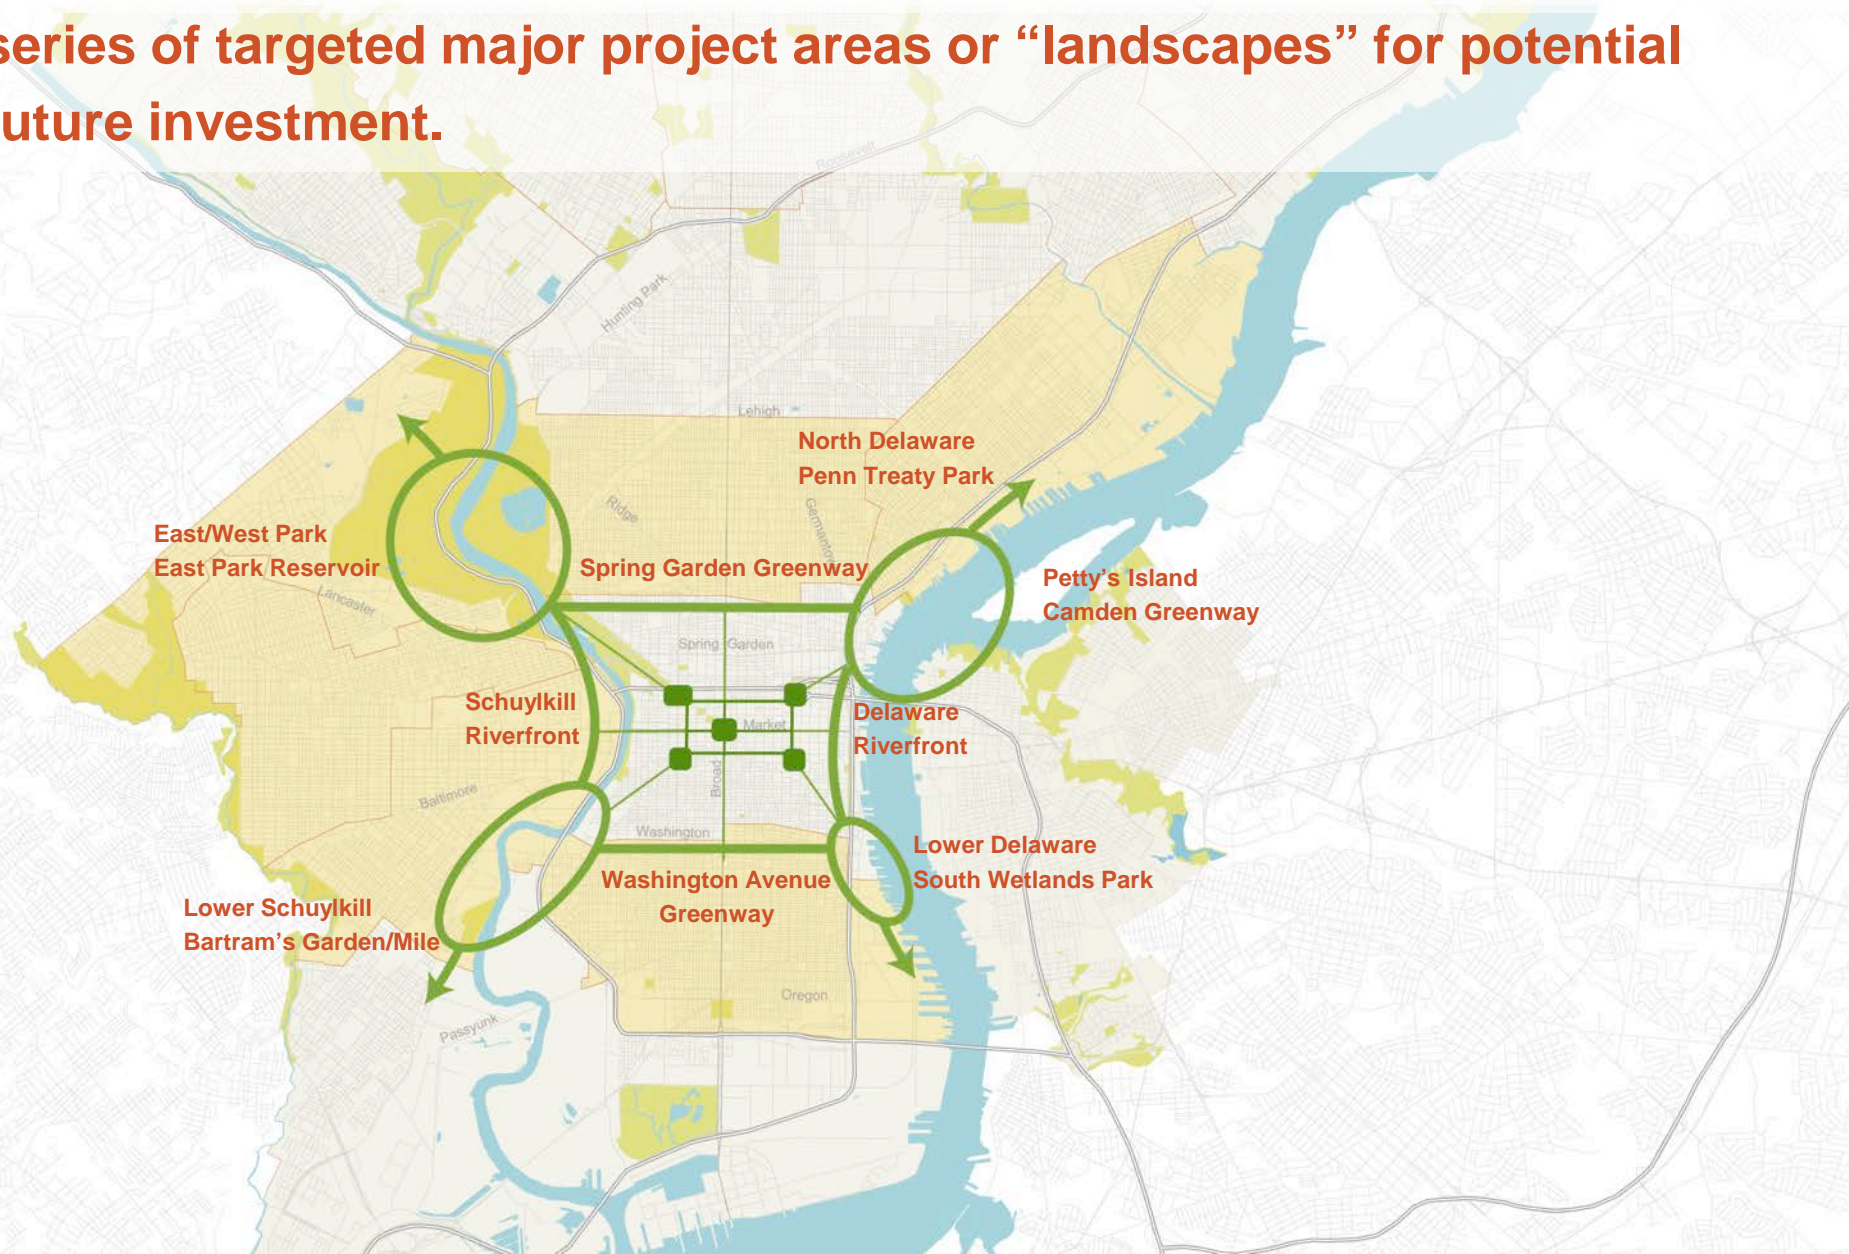 series of targeted major project areas or “landscapes” for potential
uture investment.
Roosevelt
Hunting Park
Lehigh
North Delaware
Penn Treaty Park
Ridge
Germantown
East/West Park
East Park Reservoir
Spring Garden Greenway
Petty’s Island
Camden Greenway
Lancaster
Spring Garden
Schuylkill
Riverfront
Market
Delaware
Riverfront
Broad
Baltimore
Washington
Lower Delaware
South Wetlands Park
Washington Avenue
Greenway
Lower Schuylkill
Bartram’s Garden/Mile
Oregon
Passyunk